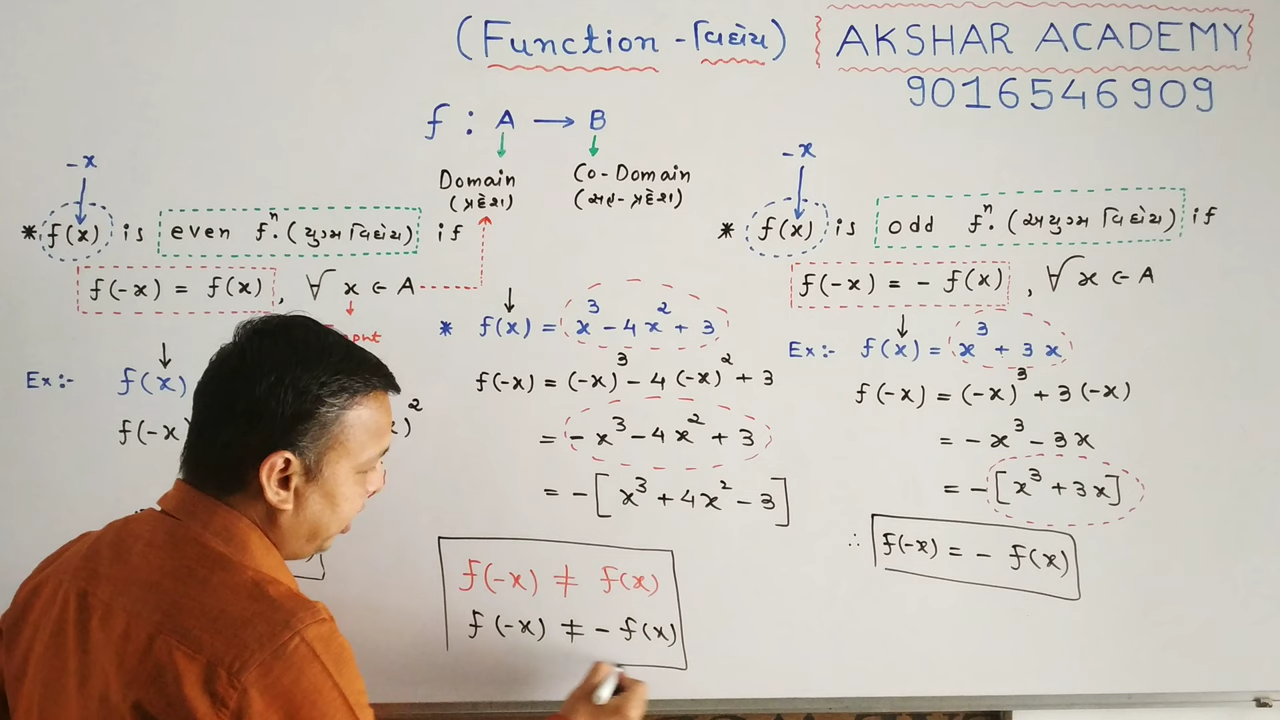 (Function - વિધેય)
AKSHAR ACADEMY
9016546909
f : A → B
Domain
(પ્રદેશ)
Co-Domain
(સહ-પ્રદેશ)
-x
* f(x) is even fⁿ. (યુગ્મ વિધેય) if
f(-x) = f(x), ∀ x ∈ A
Ex:- f(x)
f(-x
)²
* f(x) = x³ - 4x² + 3
f(-x) = (-x)³ - 4(-x)² + 3
= -x³ - 4x² + 3
= -[x³ + 4x² - 3]
f(-x) ≠ f(x)
f(-x) ≠ - f(x)
-x
* f(x) is odd fⁿ. (અયુગ્મ વિધેય) if
f(-x) = - f(x), ∀ x ∈ A
Ex:- f(x) = x³ + 3x
f(-x) = (-x)³ + 3(-x)
= -x³ - 3x
= -[x³ + 3x]
∴ f(-x) = - f(x)